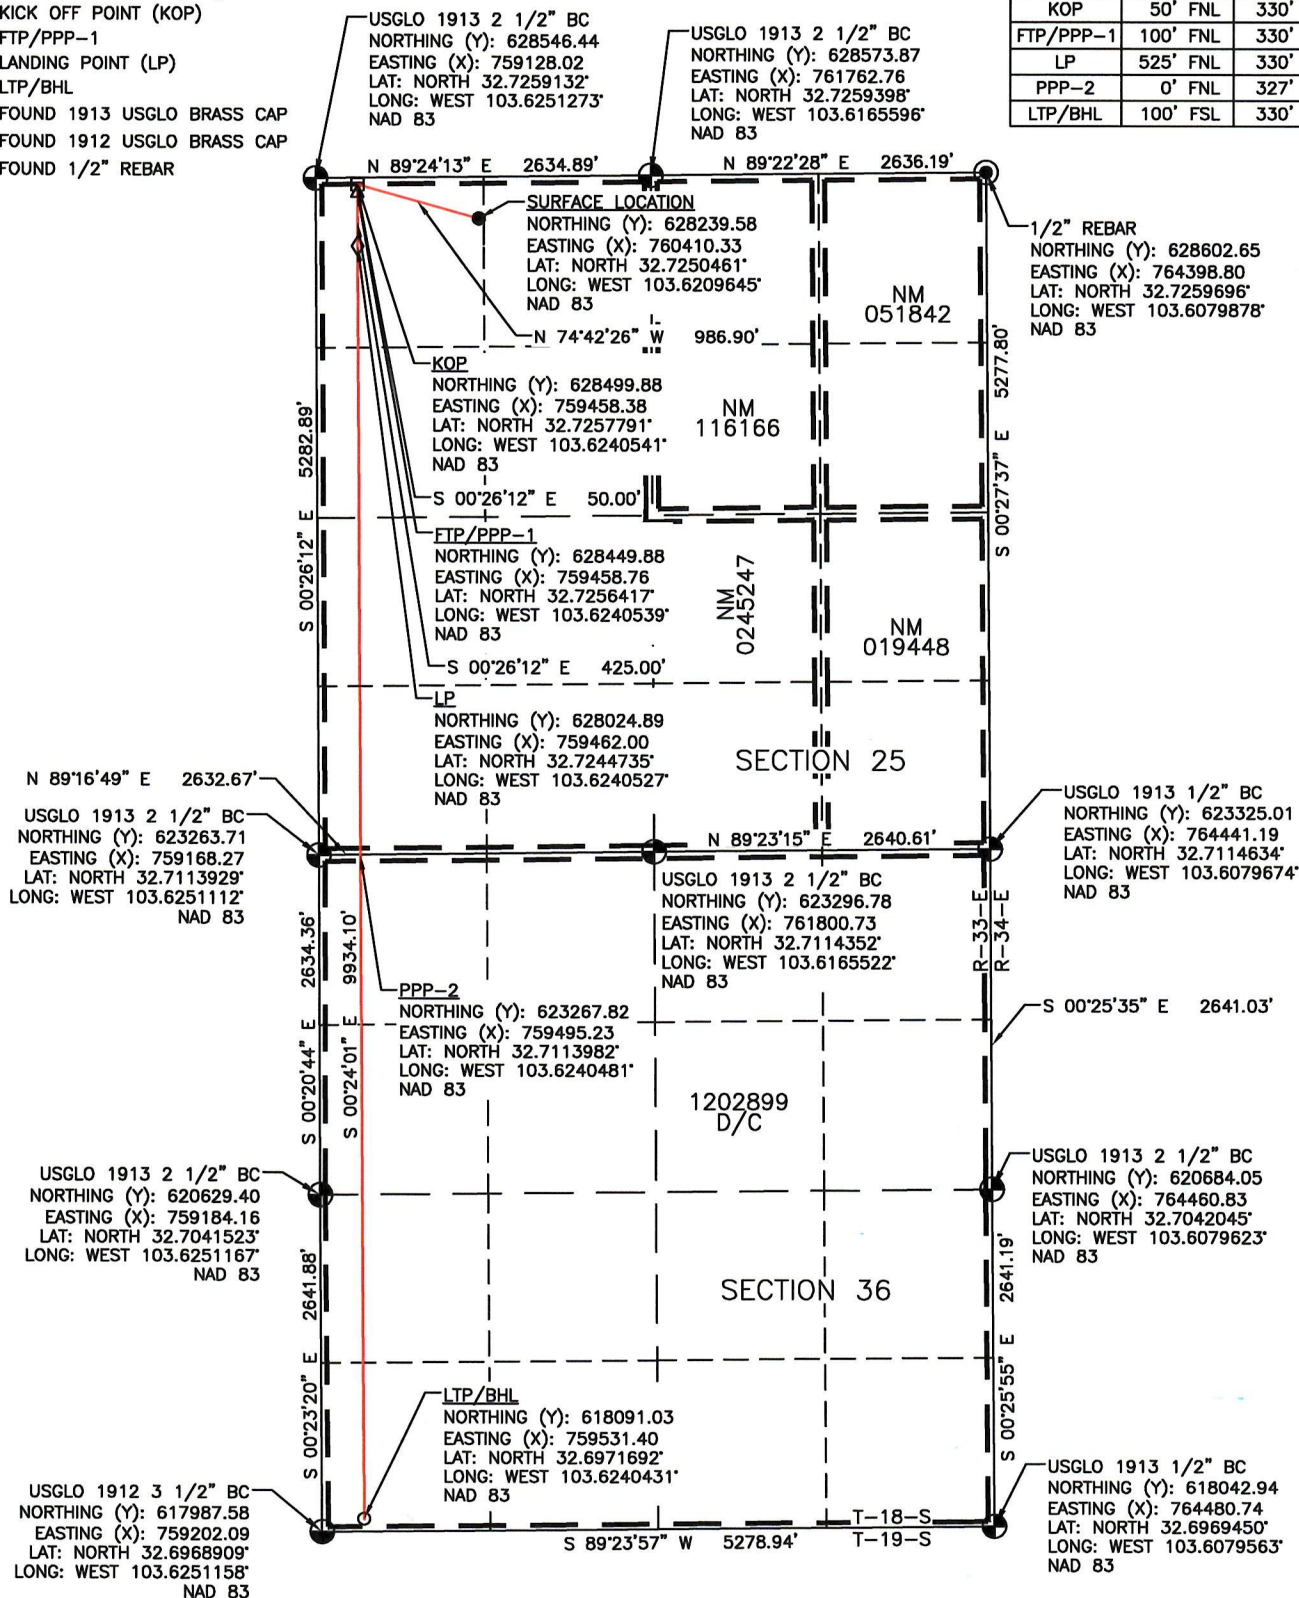 KICK OFF POINT (KOP)
FTP/PPP-1
LANDING POINT (LP)
LTP/BHL
FOUND 1913 USGLO BRASS CAP
FOUND 1912 USGLO BRASS CAP
FOUND 1/2" REBAR
KOP 50' FNL 330'
FTP/PPP-1 100' FNL 330'
LP 525' FNL 330'
PPP-2 0' FNL 327'
LTP/BHL 100' FSL 330'
USGLO 1913 2 1/2" BC
NORTHING (Y): 628546.44
EASTING (X): 759128.02
LAT: NORTH 32.7259132°
LONG: WEST 103.6251273°
NAD 83
USGLO 1913 2 1/2" BC
NORTHING (Y): 628573.87
EASTING (X): 761762.76
LAT: NORTH 32.7259398°
LONG: WEST 103.6165596°
NAD 83
N 89°24'13" E 2634.89'
N 89°22'28" E 2636.19'
SURFACE LOCATION
NORTHING (Y): 628239.58
EASTING (X): 760410.33
LAT: NORTH 32.7250461°
LONG: WEST 103.6209645°
NAD 83
1/2" REBAR
NORTHING (Y): 628602.65
EASTING (X): 764398.80
LAT: NORTH 32.7259696°
LONG: WEST 103.6079878°
NAD 83
NM
051842
N 74°42'26" W 986.90'
KOP
NORTHING (Y): 628499.88
EASTING (X): 759458.38
LAT: NORTH 32.7257791°
LONG: WEST 103.6240541°
NAD 83
NM
116166
S 00°26'12" E 5282.89'
S 00°27'37" E 5277.80'
S 00°26'12" E 50.00'
FTP/PPP-1
NORTHING (Y): 628449.88
EASTING (X): 759458.76
LAT: NORTH 32.7256417°
LONG: WEST 103.6240539°
NAD 83
NM
0245247
NM
019448
S 00°26'12" E 425.00'
LP
NORTHING (Y): 628024.89
EASTING (X): 759462.00
LAT: NORTH 32.7244735°
LONG: WEST 103.6240527°
NAD 83
SECTION 25
N 89°16'49" E 2632.67'
USGLO 1913 2 1/2" BC
NORTHING (Y): 623263.71
EASTING (X): 759168.27
LAT: NORTH 32.7113929°
LONG: WEST 103.6251112°
NAD 83
N 89°23'15" E 2640.61'
USGLO 1913 1/2" BC
NORTHING (Y): 623325.01
EASTING (X): 764441.19
LAT: NORTH 32.7114634°
LONG: WEST 103.6079674°
NAD 83
USGLO 1913 2 1/2" BC
NORTHING (Y): 623296.78
EASTING (X): 761800.73
LAT: NORTH 32.7114352°
LONG: WEST 103.6165522°
NAD 83
R-33-E
R-34-E
S 00°20'44" E 2634.36'
S 00°24'01" E 9934.10'
PPP-2
NORTHING (Y): 623267.82
EASTING (X): 759495.23
LAT: NORTH 32.7113982°
LONG: WEST 103.6240481°
NAD 83
S 00°25'35" E 2641.03'
1202899
D/C
USGLO 1913 2 1/2" BC
NORTHING (Y): 620629.40
EASTING (X): 759184.16
LAT: NORTH 32.7041523°
LONG: WEST 103.6251167°
NAD 83
USGLO 1913 2 1/2" BC
NORTHING (Y): 620684.05
EASTING (X): 764460.83
LAT: NORTH 32.7042045°
LONG: WEST 103.6079623°
NAD 83
SECTION 36
S 00°23'20" E 2641.88'
S 00°25'55" E 2641.19'
LTP/BHL
NORTHING (Y): 618091.03
EASTING (X): 759531.40
LAT: NORTH 32.6971692°
LONG: WEST 103.6240431°
NAD 83
USGLO 1912 3 1/2" BC
NORTHING (Y): 617987.58
EASTING (X): 759202.09
LAT: NORTH 32.6968909°
LONG: WEST 103.6251158°
NAD 83
S 89°23'57" W 5278.94'
T-18-S
T-19-S
USGLO 1913 1/2" BC
NORTHING (Y): 618042.94
EASTING (X): 764480.74
LAT: NORTH 32.6969450°
LONG: WEST 103.6079563°
NAD 83